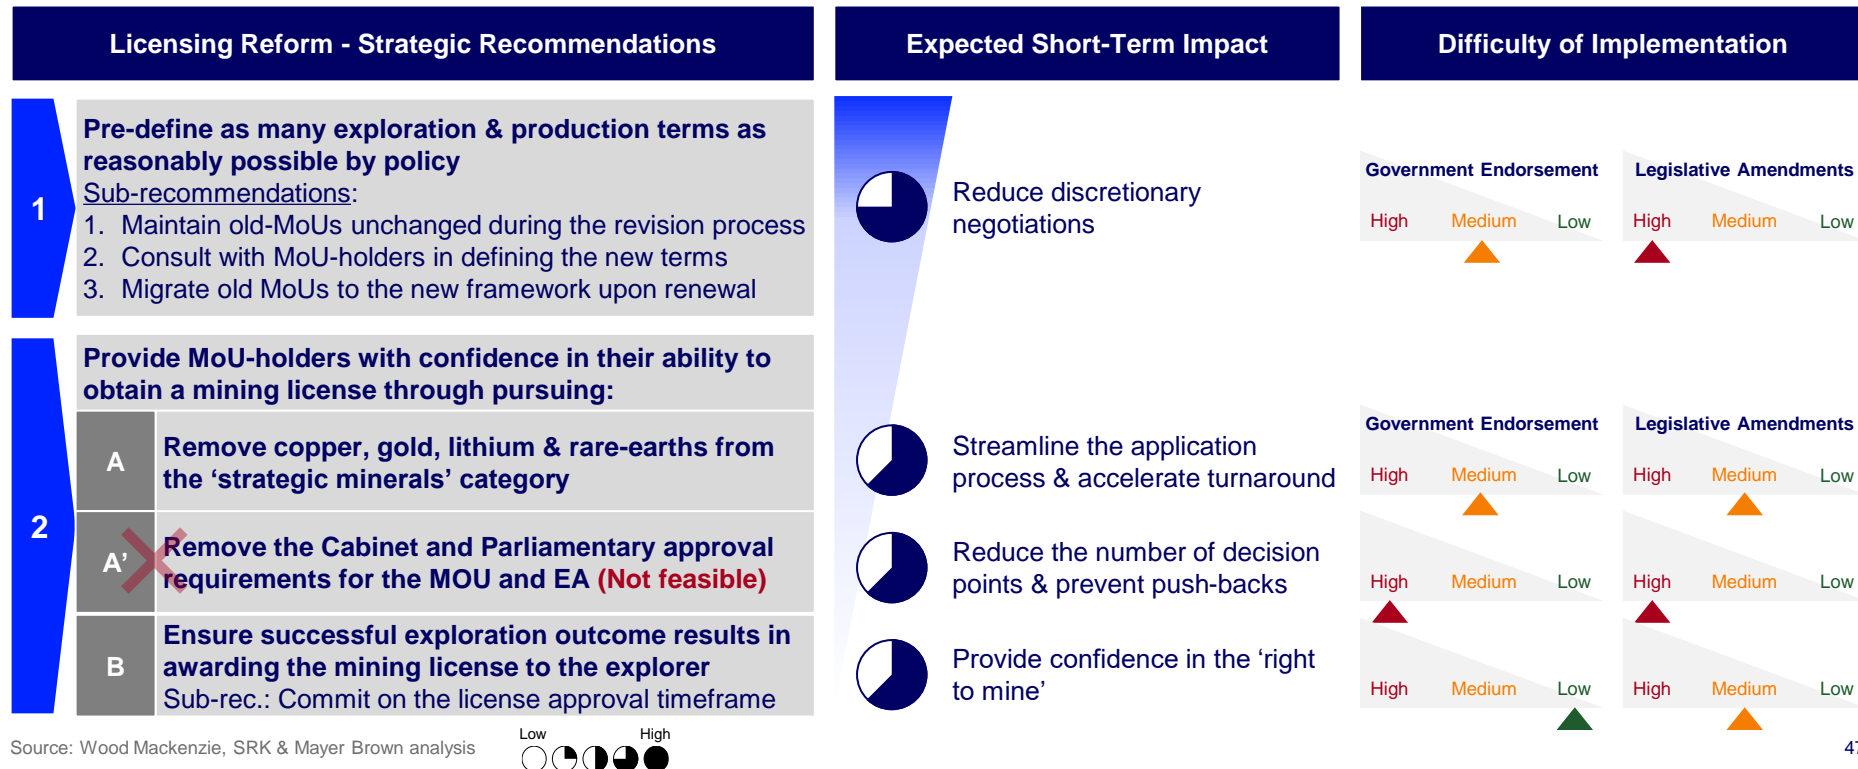 Licensing Reform - Strategic Recommendations
Expected Short-Term Impact
Difficulty of Implementation
1
Pre-define as many exploration & production terms as
reasonably possible by policy
Sub-recommendations:
1. Maintain old-MoUs unchanged during the revision process
2. Consult with MoU-holders in defining the new terms
3. Migrate old MoUs to the new framework upon renewal
Reduce discretionary
negotiations
Government Endorsement
High Medium Low
Legislative Amendments
High Medium Low
2
Provide MoU-holders with confidence in their ability to
obtain a mining license through pursuing:
A
Remove copper, gold, lithium & rare-earths from
the ‘strategic minerals’ category
Streamline the application
process & accelerate turnaround
Government Endorsement
High Medium Low
Legislative Amendments
High Medium Low
A’
Remove the Cabinet and Parliamentary approval
requirements for the MOU and EA (Not feasible)
Reduce the number of decision
points & prevent push-backs
High Medium Low
High Medium Low
B
Ensure successful exploration outcome results in
awarding the mining license to the explorer
Sub-rec.: Commit on the license approval timeframe
Provide confidence in the ‘right
to mine’
High Medium Low
High Medium Low
Source: Wood Mackenzie, SRK & Mayer Brown analysis
Low High
47